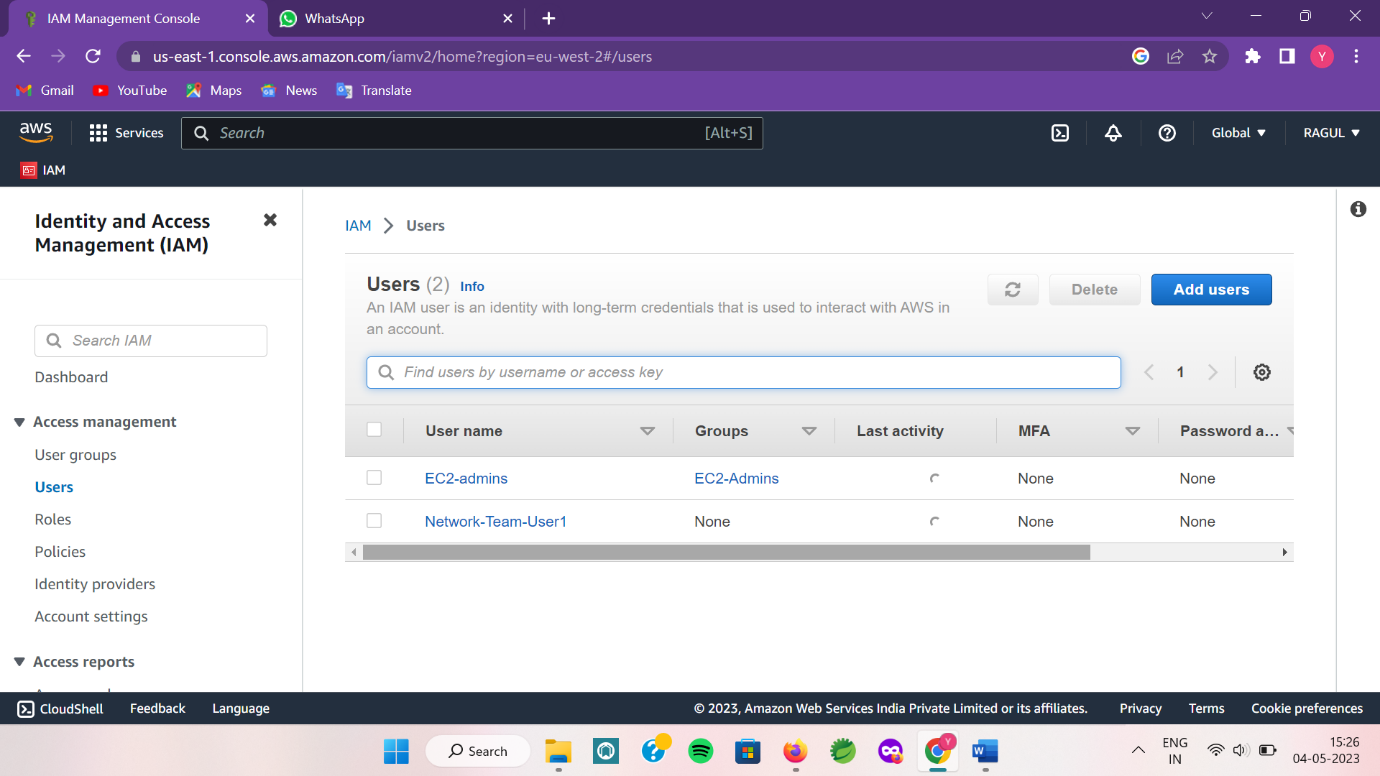 IAM Management Console
WhatsApp
us-east-1.console.aws.amazon.com/iamv2/home?region=eu-west-2#/users
Y
Gmail
YouTube
Maps
News
Translate
aws
Services
Search
[Alt+S]
Global
RAGUL
IAM
Identity and Access
Management (IAM)
Search IAM
Dashboard
Access management
User groups
Users
Roles
Policies
Identity providers
Account settings
Access reports
IAM
Users
Users (2) Info
An IAM user is an identity with long-term credentials that is used to interact with AWS in
an account.
Delete
Add users
Find users by username or access key
1
User name
Groups
Last activity
MFA
Password a...
EC2-admins
EC2-Admins
None
None
Network-Team-User1
None
None
None
CloudShell
Feedback
Language
© 2023, Amazon Web Services India Private Limited or its affiliates.
Privacy
Terms
Cookie preferences
Search
ENG
IN
15:26
04-05-2023